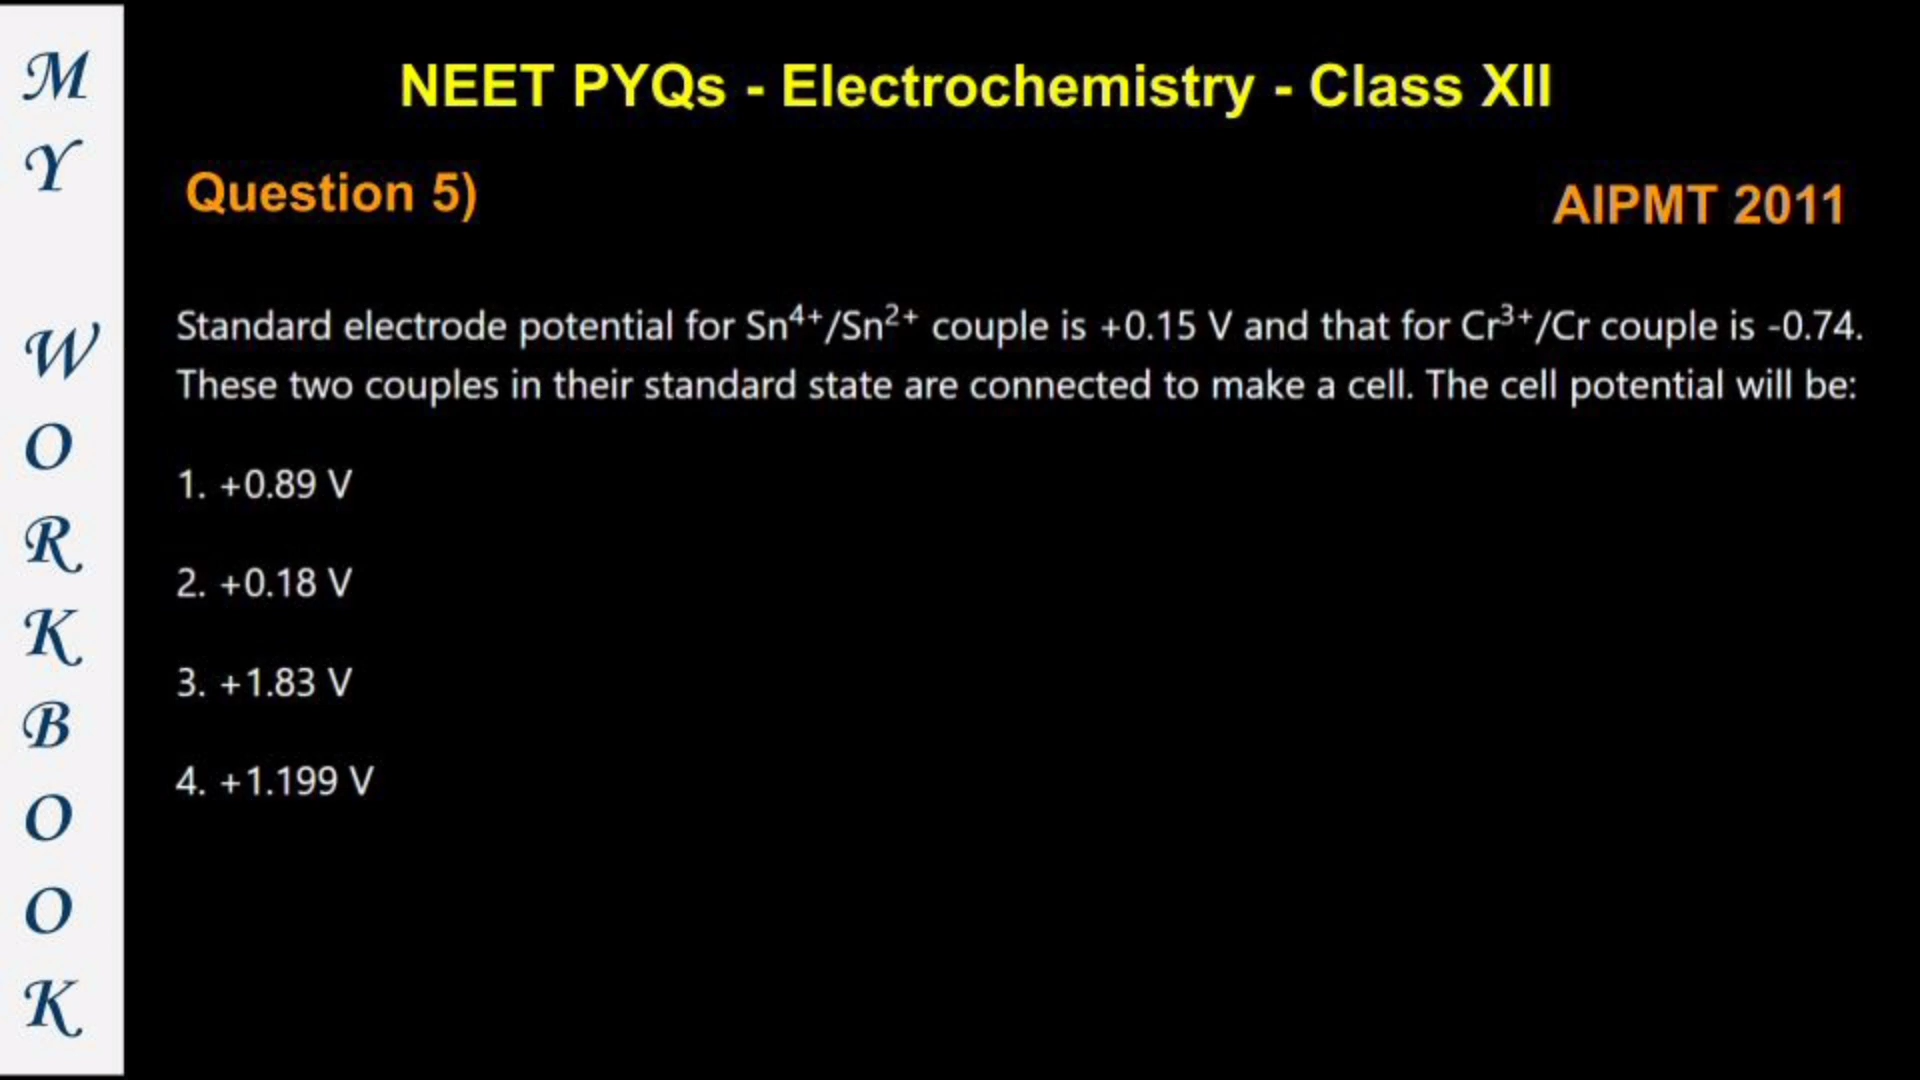 MY WORKBOOK
NEET PYQs - Electrochemistry - Class XII
Question 5)
AIPMT 2011
Standard electrode potential for Sn⁴⁺/Sn²⁺ couple is +0.15 V and that for Cr³⁺/Cr couple is -0.74.
These two couples in their standard state are connected to make a cell. The cell potential will be:
1. +0.89 V
2. +0.18 V
3. +1.83 V
4. +1.199 V